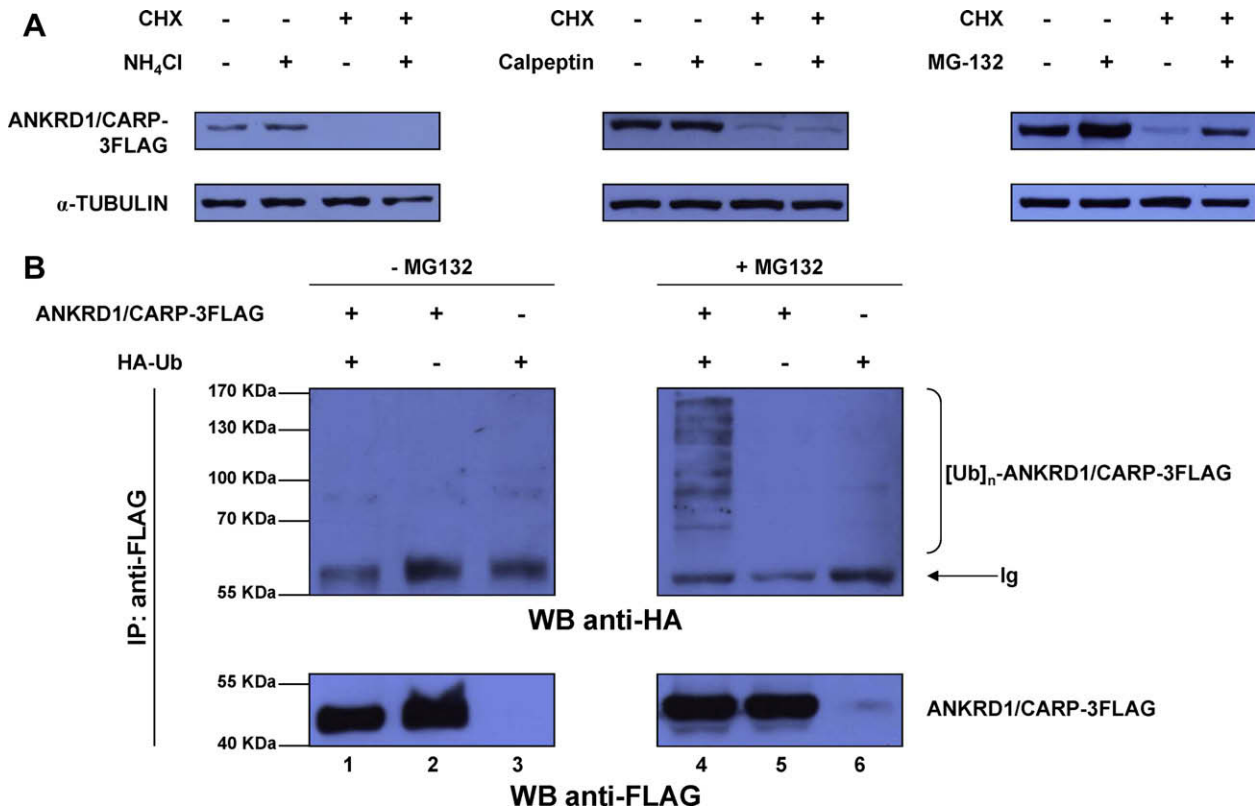 A
CHX - - + + CHX - - + + CHX - - + +
NH₄Cl - + - + Calpeptin - + - + MG-132 - + - +
ANKRD1/CARP-
3FLAG
α-TUBULIN
B
- MG132 + MG132
ANKRD1/CARP-3FLAG + + - + + -
HA-Ub + - + + - +
170 KDa
130 KDa
100 KDa
70 KDa
55 KDa
[Ub]ₙ-ANKRD1/CARP-3FLAG
Ig
IP: anti-FLAG
WB anti-HA
55 KDa
40 KDa
ANKRD1/CARP-3FLAG
1 2 3 4 5 6
WB anti-FLAG